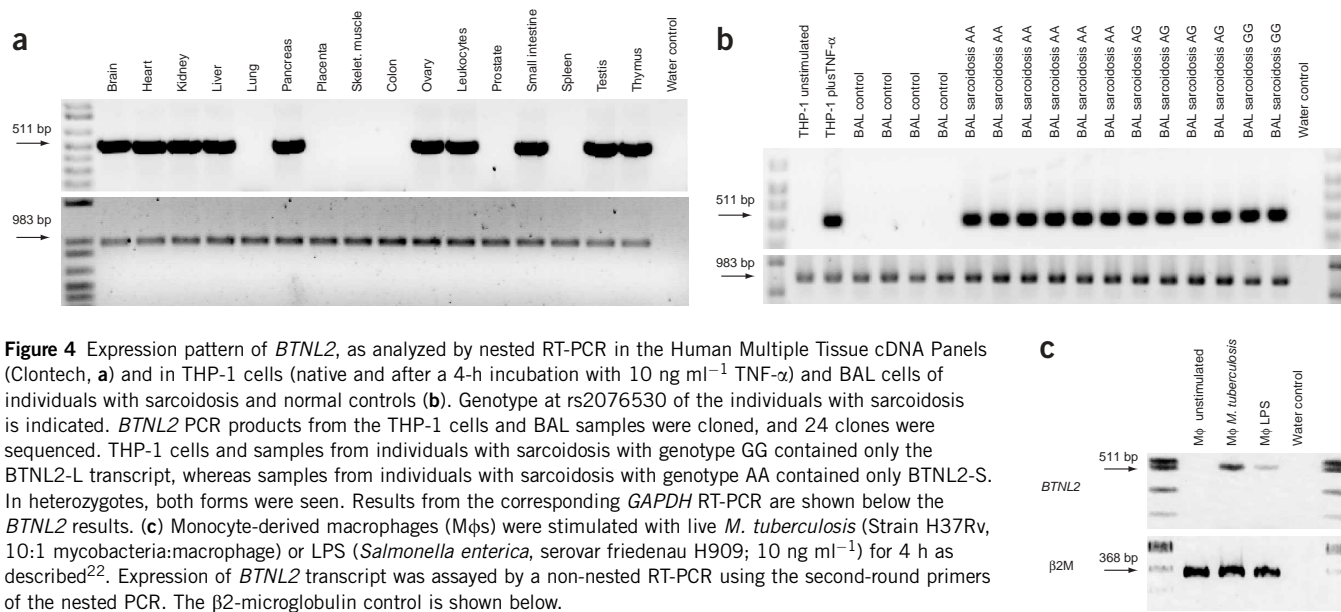 a
Brain
Heart
Kidney
Liver
Lung
Pancreas
Placenta
Skelet. muscle
Colon
Ovary
Leukocytes
Prostate
Small intestine
Spleen
Testis
Thymus
Water control
511 bp
983 bp
b
THP-1 unstimulated
THP-1 plusTNF-α
BAL control
BAL control
BAL control
BAL control
BAL sarcoidosis AA
BAL sarcoidosis AA
BAL sarcoidosis AA
BAL sarcoidosis AA
BAL sarcoidosis AA
BAL sarcoidosis AA
BAL sarcoidosis AG
BAL sarcoidosis AG
BAL sarcoidosis AG
BAL sarcoidosis AG
BAL sarcoidosis GG
BAL sarcoidosis GG
Water control
511 bp
983 bp
Figure 4 Expression pattern of BTNL2, as analyzed by nested RT-PCR in the Human Multiple Tissue cDNA Panels
(Clontech, a) and in THP-1 cells (native and after a 4-h incubation with 10 ng ml−1 TNF-α) and BAL cells of
individuals with sarcoidosis and normal controls (b). Genotype at rs2076530 of the individuals with sarcoidosis
is indicated. BTNL2 PCR products from the THP-1 cells and BAL samples were cloned, and 24 clones were
sequenced. THP-1 cells and samples from individuals with sarcoidosis with genotype GG contained only the
BTNL2-L transcript, whereas samples from individuals with sarcoidosis with genotype AA contained only BTNL2-S.
In heterozygotes, both forms were seen. Results from the corresponding GAPDH RT-PCR are shown below the
BTNL2 results. (c) Monocyte-derived macrophages (Mϕs) were stimulated with live M. tuberculosis (Strain H37Rv,
10:1 mycobacteria:macrophage) or LPS (Salmonella enterica, serovar friedenau H909; 10 ng ml−1) for 4 h as
described22. Expression of BTNL2 transcript was assayed by a non-nested RT-PCR using the second-round primers
of the nested PCR. The β2-microglobulin control is shown below.
c
Mϕ unstimulated
Mϕ M. tuberculosis
Mϕ LPS
Water control
511 bp
BTNL2
368 bp
β2M